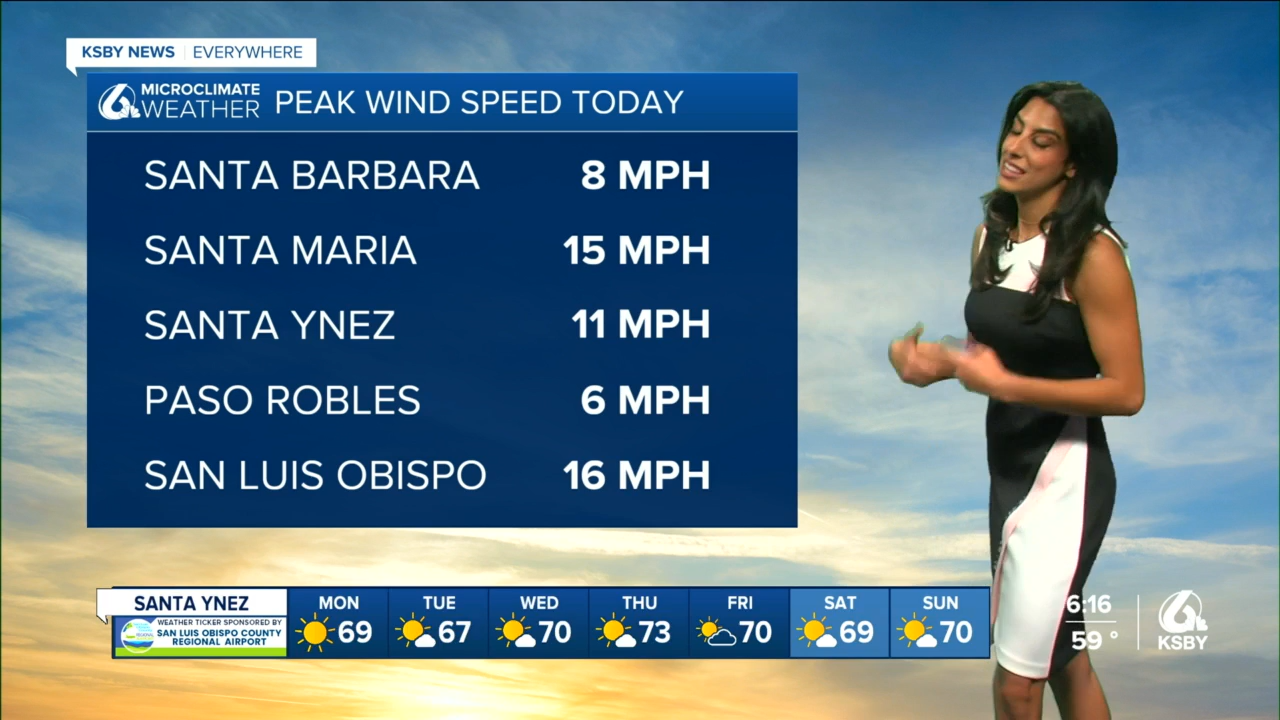 KSBY NEWS | EVERYWHERE
6 MICROCLIMATE WEATHER PEAK WIND SPEED TODAY
SANTA BARBARA 8 MPH
SANTA MARIA 15 MPH
SANTA YNEZ 11 MPH
PASO ROBLES 6 MPH
SAN LUIS OBISPO 16 MPH
SANTA YNEZ
WEATHER TICKER SPONSORED BY
SAN LUIS OBISPO COUNTY
REGIONAL AIRPORT
MON TUE WED THU FRI SAT SUN
69 67 70 73 70 69 70
6:16
59°
6
KSBY